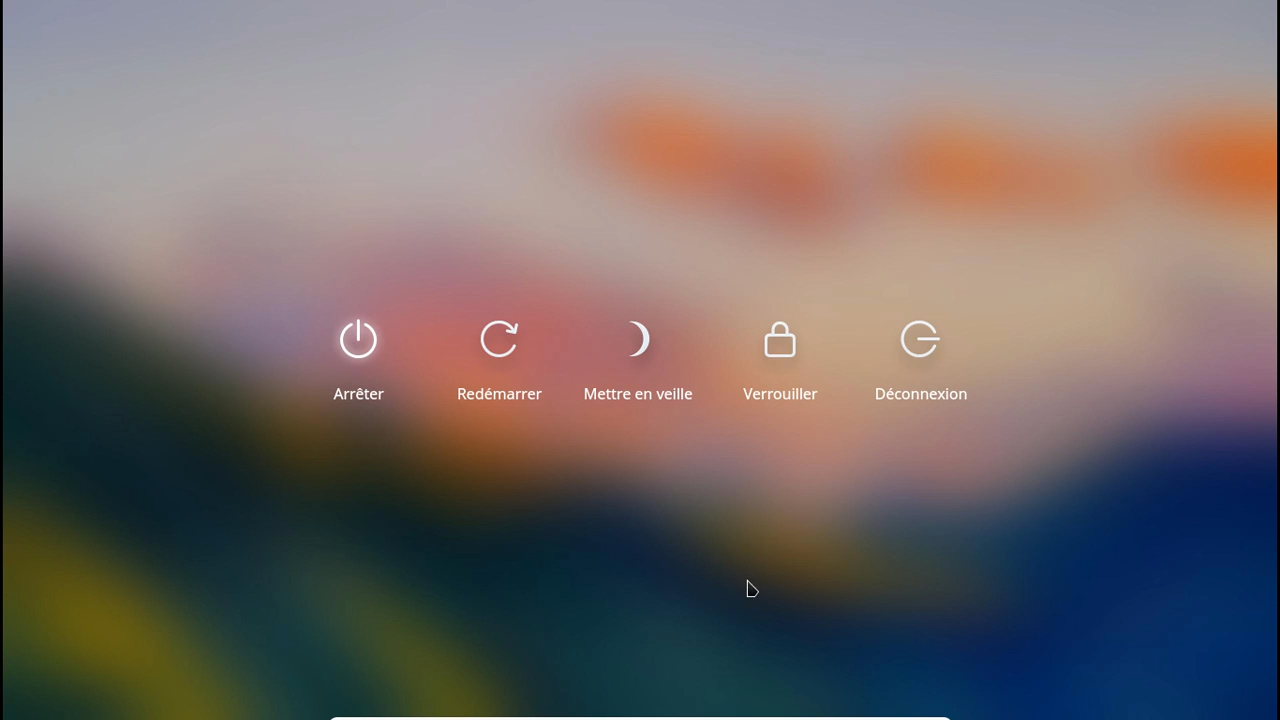 Arrêter
Redémarrer
Mettre en veille
Verrouiller
Déconnexion